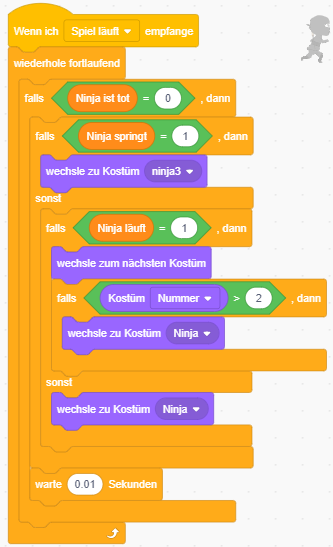 Wenn ich Spiel läuft empfange
wiederhole fortlaufend
falls Ninja ist tot = 0 , dann
falls Ninja springt = 1 , dann
wechsle zu Kostüm ninja3
sonst
falls Ninja läuft = 1 , dann
wechsle zum nächsten Kostüm
falls Kostüm Nummer > 2 , dann
wechsle zu Kostüm Ninja
sonst
wechsle zu Kostüm Ninja
warte 0.01 Sekunden